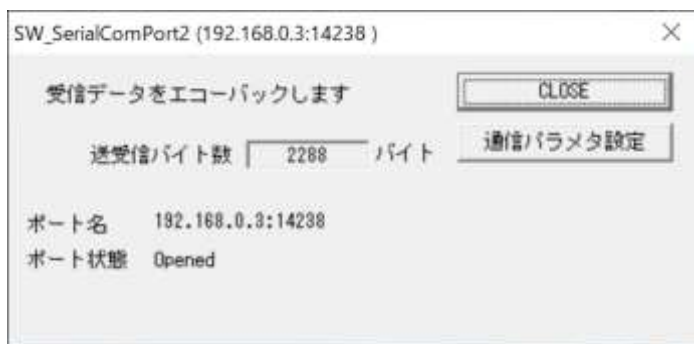 SW_SerialComPort2 (192.168.0.3:14238 )
受信データをエコーバックします
CLOSE
送受信バイト数 2288 バイト
通信パラメタ設定
ポート名 192.168.0.3:14238
ポート状態 Opened